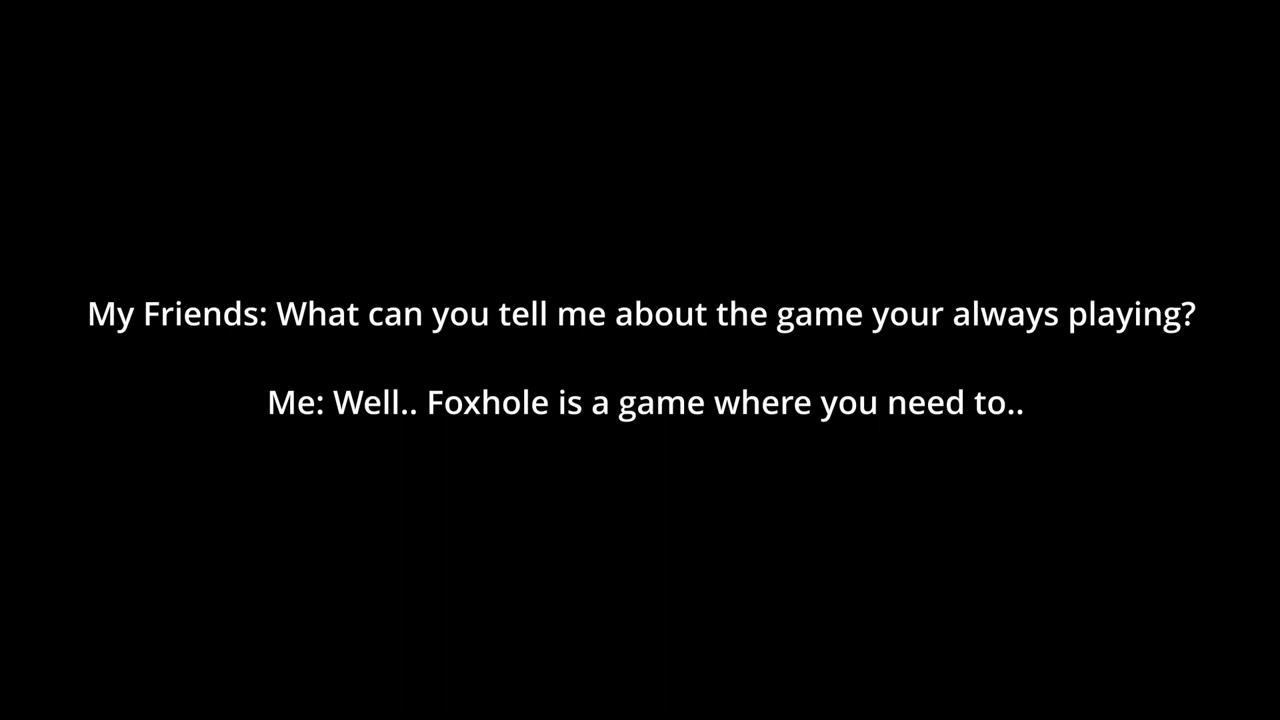 My Friends: What can you tell me about the game your always playing?
Me: Well.. Foxhole is a game where you need to..